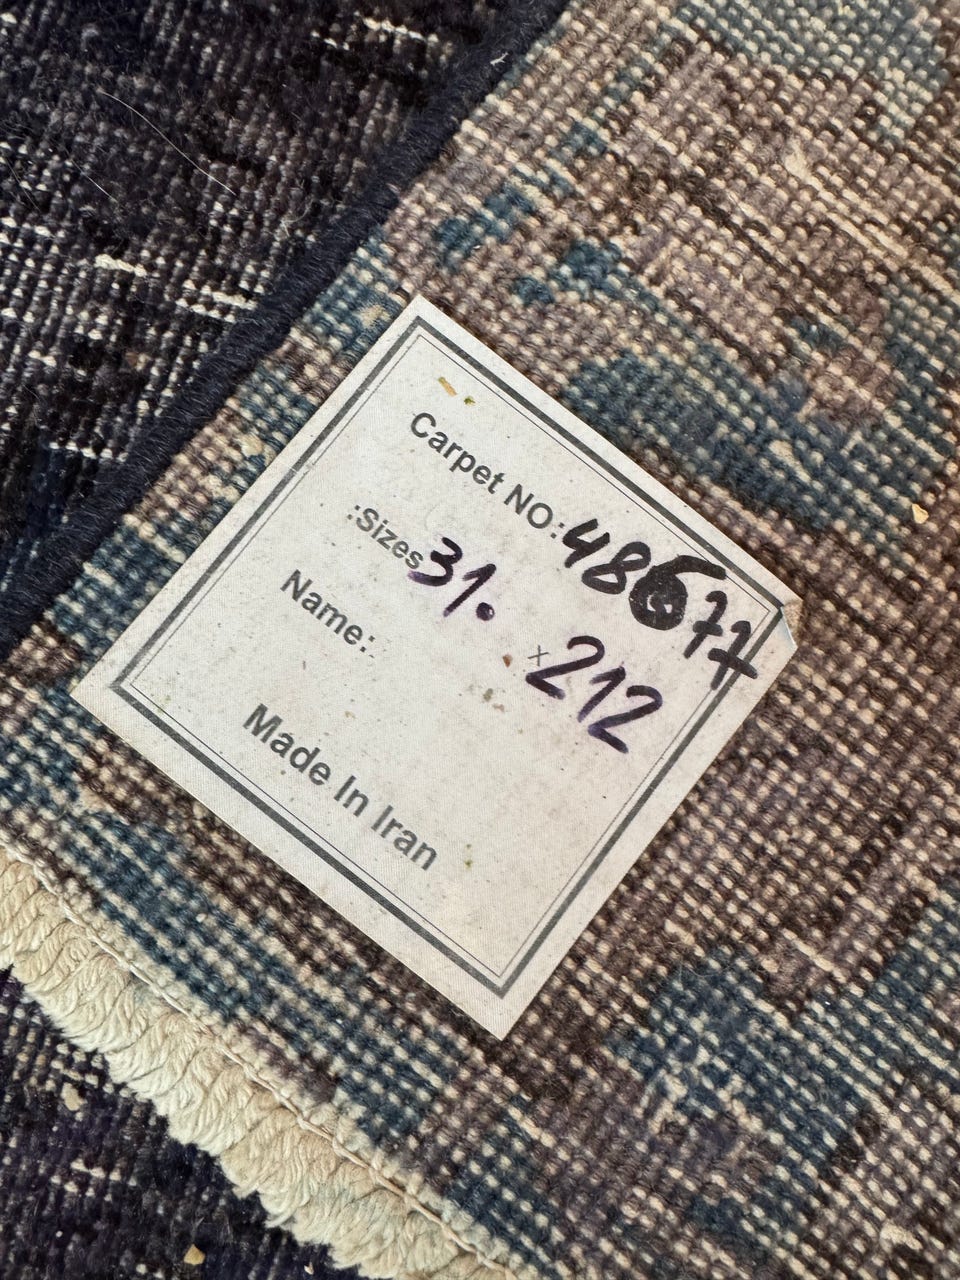 Carpet NO: 48677
:Sizes 31. x 212
Name:
Made In Iran